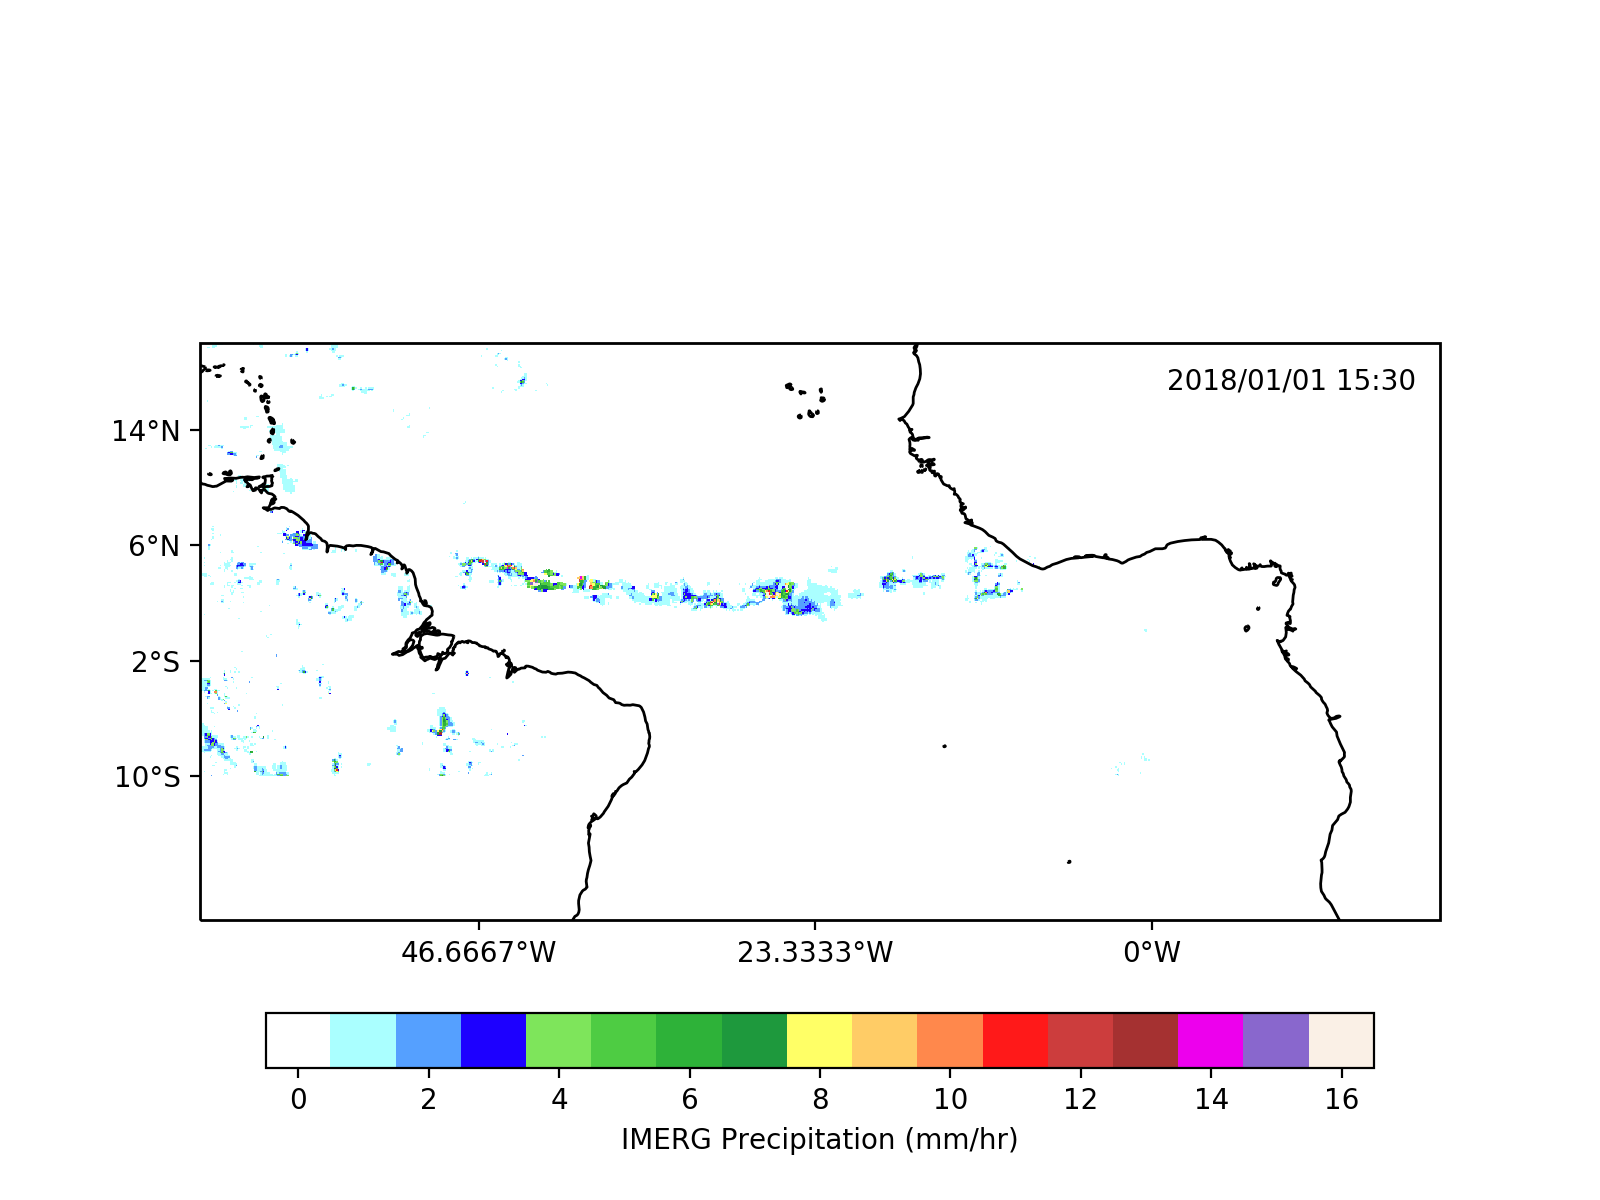 2018/01/01 15:30
14°N
6°N
2°S
10°S
46.6667°W 23.3333°W 0°W
0 2 4 6 8 10 12 14 16
IMERG Precipitation (mm/hr)